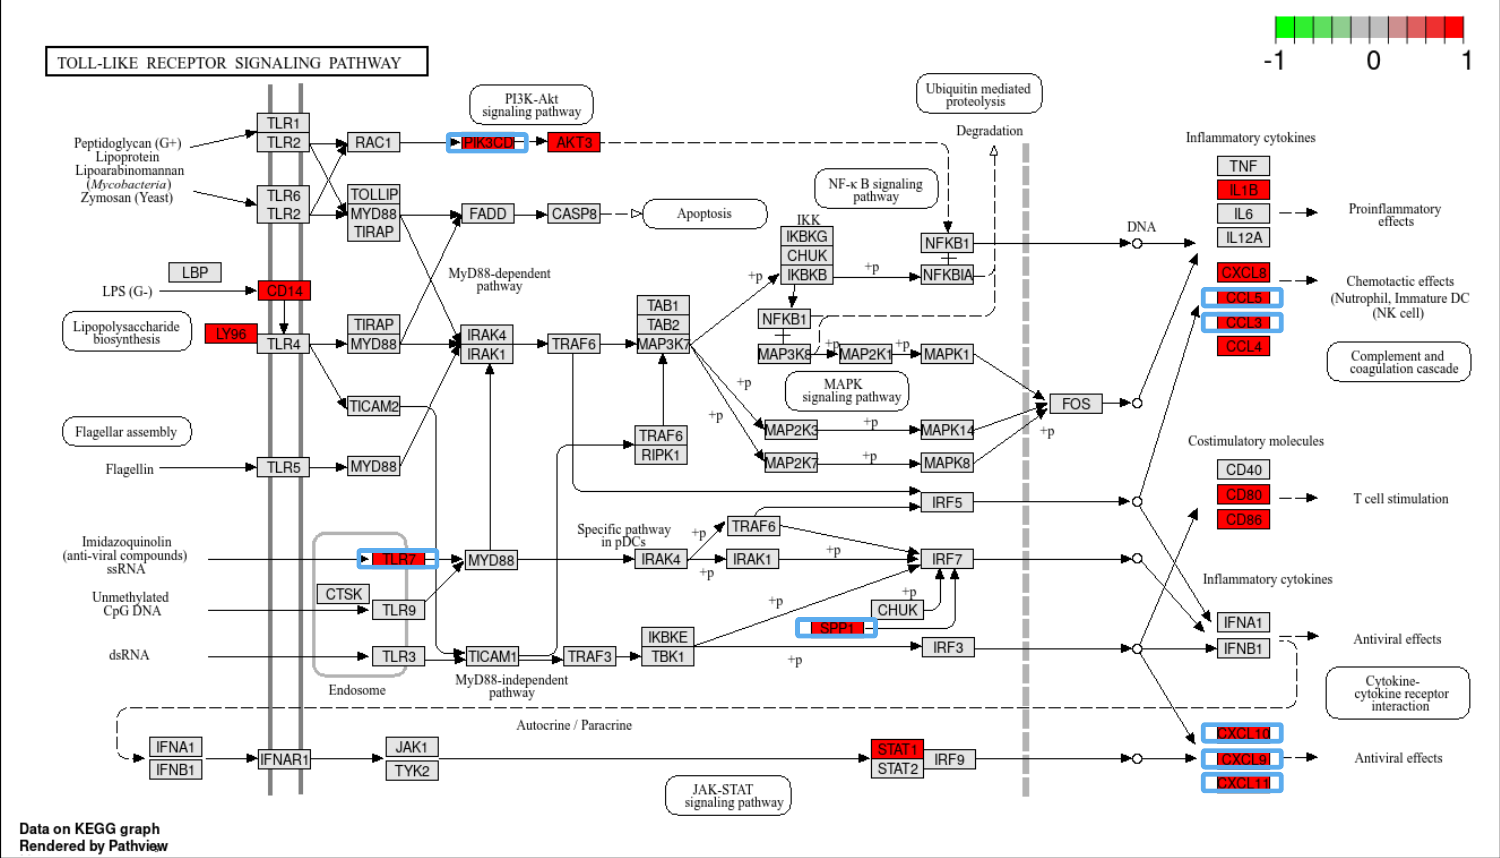 -1 0 1
TOLL-LIKE RECEPTOR SIGNALING PATHWAY
PI3K-Akt
signaling pathway
Ubiquitin mediated
proteolysis
Degradation
Peptidoglycan (G+)
Lipoprotein
Lipoarabinomannan
(Mycobacteria)
Zymosan (Yeast)
TLR1
TLR2
RAC1
PIK3CD
AKT3
TLR6
TLR2
TOLLIP
MYD88
TIRAP
FADD
CASP8
Apoptosis
NF-κ B signaling
pathway
IKK
IKBKG
CHUK
IKBKB
+p
+p
NFKB1
NFKBIA
DNA
Inflammatory cytokines
TNF
IL1B
IL6
IL12A
Proinflammatory
effects
CXCL8
CCL5
CCL3
CCL4
Chemotactic effects
(Nutrophil, Immature DC
(NK cell)
Complement and
coagulation cascade
LBP
LPS (G-)
CD14
LY96
Lipopolysaccharide
biosynthesis
TLR4
TIRAP
MYD88
MyD88-dependent
pathway
IRAK4
IRAK1
TRAF6
TAB1
TAB2
MAP3K7
NFKB1
MAP3K8
+p
MAP2K1
+p
MAPK1
MAPK
signaling pathway
+p
+p
TICAM2
FOS
+p
MAP2K3
+p
MAPK14
MAP2K7
+p
MAPK8
TRAF6
RIPK1
Flagellar assembly
Flagellin
TLR5
MYD88
Costimulatory molecules
CD40
CD80
CD86
T cell stimulation
IRF5
Specific pathway
in pDCs
TRAF6
+p
Imidazoquinolin
(anti-viral compounds)
ssRNA
TLR7
MYD88
IRAK4
+p
IRAK1
+p
IRF7
Unmethylated
CpG DNA
CTSK
TLR9
+p
+p
CHUK
SPP1
Inflammatory cytokines
IFNA1
IFNB1
Antiviral effects
dsRNA
TLR3
TICAM1
TRAF3
IKBKE
TBK1
+p
IRF3
Endosome
MyD88-independent
pathway
Cytokine-
cytokine receptor
interaction
Autocrine / Paracrine
IFNA1
IFNB1
IFNAR1
JAK1
TYK2
STAT1
STAT2
IRF9
CXCL10
CXCL9
CXCL11
Antiviral effects
JAK-STAT
signaling pathway
Data on KEGG graph
Rendered by Pathview